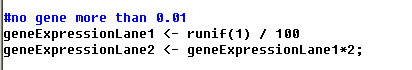 #no gene more than 0.01
geneExpressionLane1 <- runif(1) / 100
geneExpressionLane2 <- geneExpressionLane1*2;